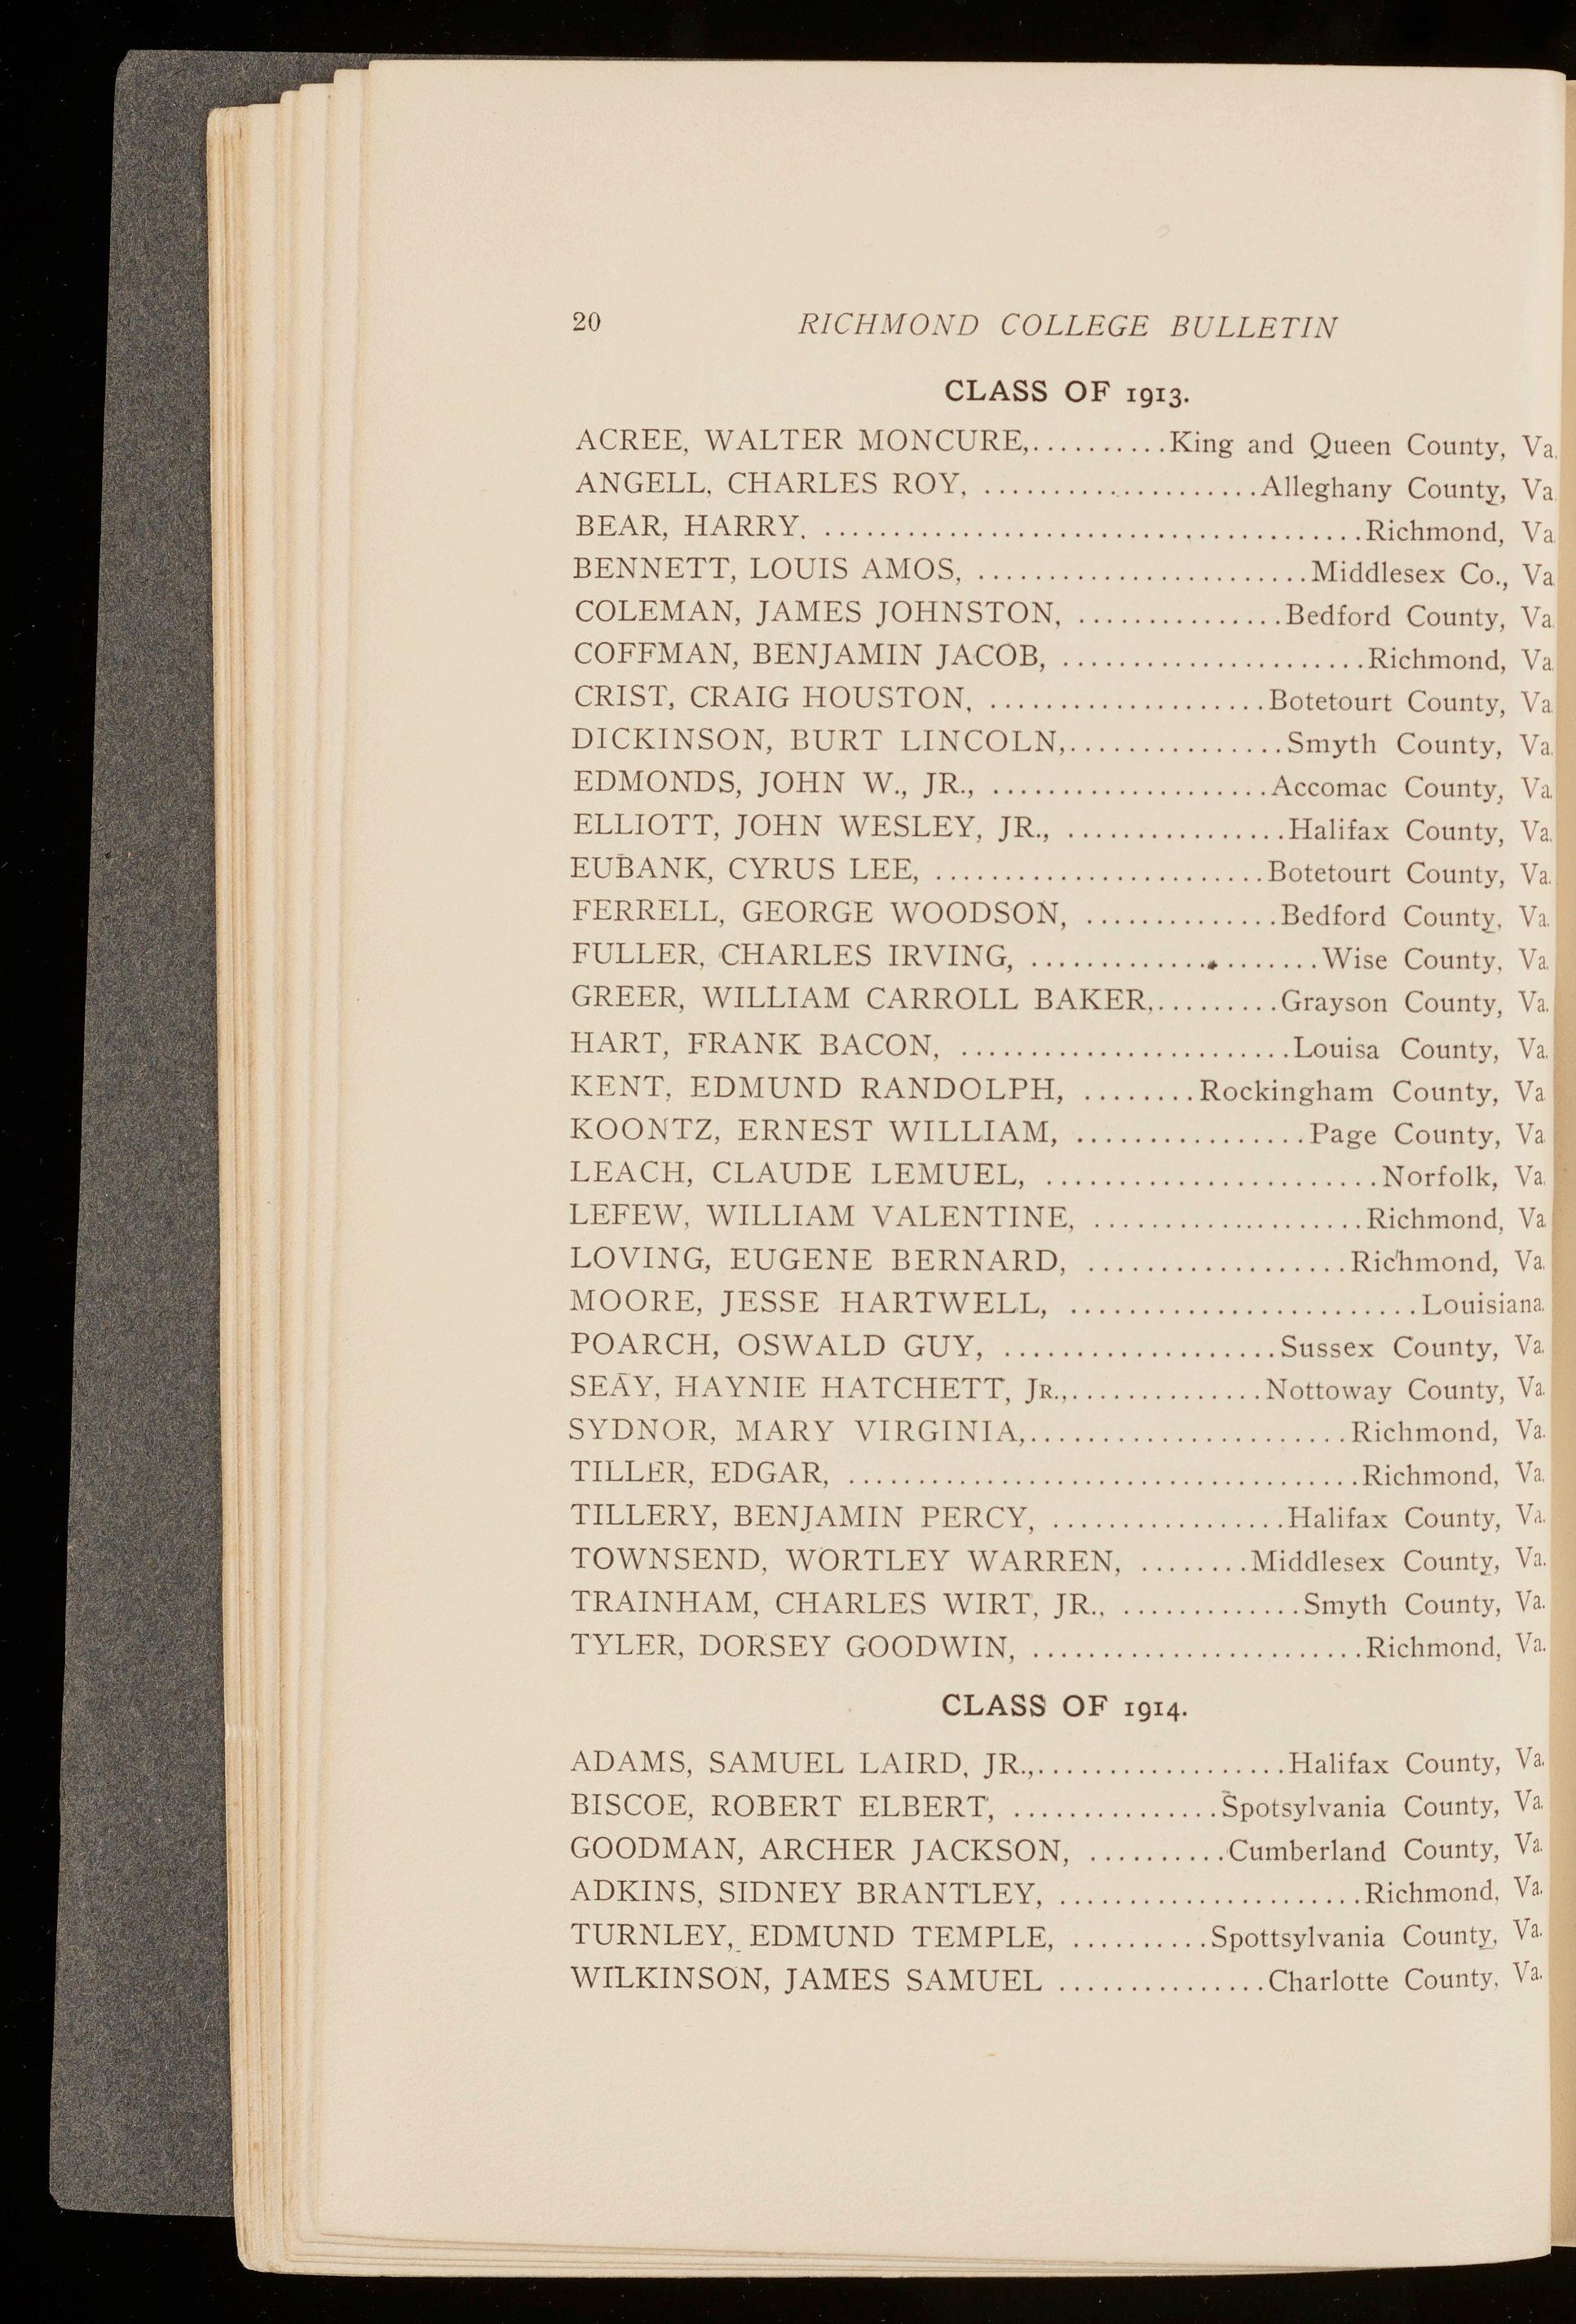 20 RICHMOND COLLEGE BULLETIN
CLASS OF 1913.
ACREE, WALTER MONCURE,..........King and Queen County, Va.
ANGELL, CHARLES ROY, ....................Alleghany County, Va
BEAR, HARRY. .......................................Richmond, Va
BENNETT, LOUIS AMOS, ........................Middlesex Co., Va
COLEMAN, JAMES JOHNSTON, ...............Bedford County, Va.
COFFMAN, BENJAMIN JACOB, ......................Richmond, Va.
CRIST, CRAIG HOUSTON, ....................Botetourt County, Va.
DICKINSON, BURT LINCOLN,...............Smyth County, Va.
EDMONDS, JOHN W., JR., ....................Accomac County, Va.
ELLIOTT, JOHN WESLEY, JR., ................Halifax County, Va.
EUBANK, CYRUS LEE, ........................Botetourt County, Va.
FERRELL, GEORGE WOODSON, ..............Bedford County, Va.
FULLER, CHARLES IRVING, .....................Wise County, Va.
GREER, WILLIAM CARROLL BAKER,.........Grayson County, Va.
HART, FRANK BACON, ........................Louisa County, Va.
KENT, EDMUND RANDOLPH, ........Rockingham County, Va
KOONTZ, ERNEST WILLIAM, ................Page County, Va
LEACH, CLAUDE LEMUEL, ........................Norfolk, Va.
LEFEW, WILLIAM VALENTINE, ...................Richmond, Va
LOVING, EUGENE BERNARD, ..................Richmond, Va.
MOORE, JESSE HARTWELL, ........................Louisiana.
POARCH, OSWALD GUY, ...................Sussex County, Va.
SEAY, HAYNIE HATCHETT, JR.,..............Nottoway County, Va.
SYDNOR, MARY VIRGINIA,......................Richmond, Va.
TILLER, EDGAR, .....................................Richmond, Va.
TILLERY, BENJAMIN PERCY, .................Halifax County, Va.
TOWNSEND, WORTLEY WARREN, ........Middlesex County, Va.
TRAINHAM, CHARLES WIRT, JR., .............Smyth County, Va.
TYLER, DORSEY GOODWIN, ........................Richmond, Va.
CLASS OF 1914.
ADAMS, SAMUEL LAIRD, JR.,..................Halifax County, Va.
BISCOE, ROBERT ELBERT, ...............Spotsylvania County, Va.
GOODMAN, ARCHER JACKSON, ..........Cumberland County, Va.
ADKINS, SIDNEY BRANTLEY, ......................Richmond, Va.
TURNLEY, EDMUND TEMPLE, ..........Spottsylvania County, Va.
WILKINSON, JAMES SAMUEL ...............Charlotte County, Va.